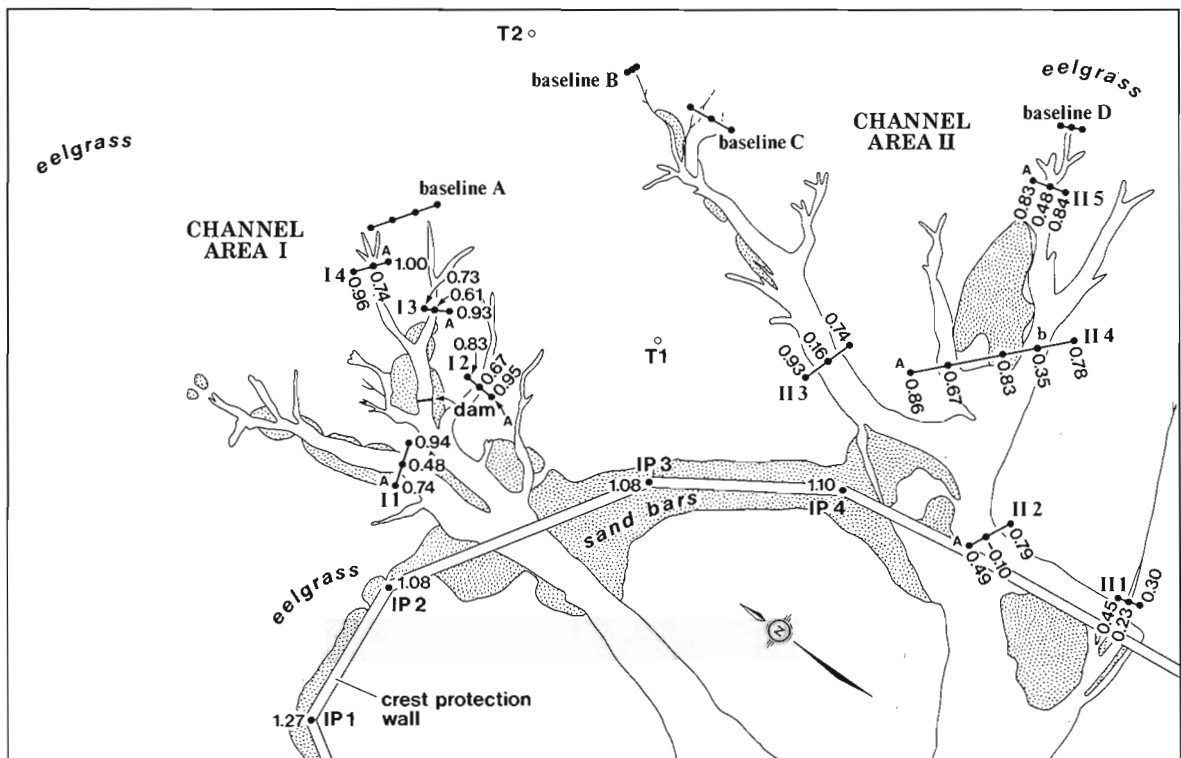 T2
baseline B
eelgrass
baseline D
CHANNEL
AREA II
baseline C
eelgrass
A
II 5
0.83
0.48
0.84
baseline A
CHANNEL
AREA I
A
1.00
I 4
0.96
0.74
0.73
0.61
I 3
0.93
A
0.83
I 2
0.67
0.95
A
dam
T1
0.74
0.16
0.93
II 3
b
II 4
A
0.86
0.67
0.83
0.35
0.78
0.94
0.48
A
0.74
I 1
IP 3
1.08
1.10
IP 4
sand bars
II 2
A
0.79
-0.10
0.49
eelgrass
1.08
IP 2
II 1
0.30
0.45
0.23
N
crest protection
wall
1.27
IP 1